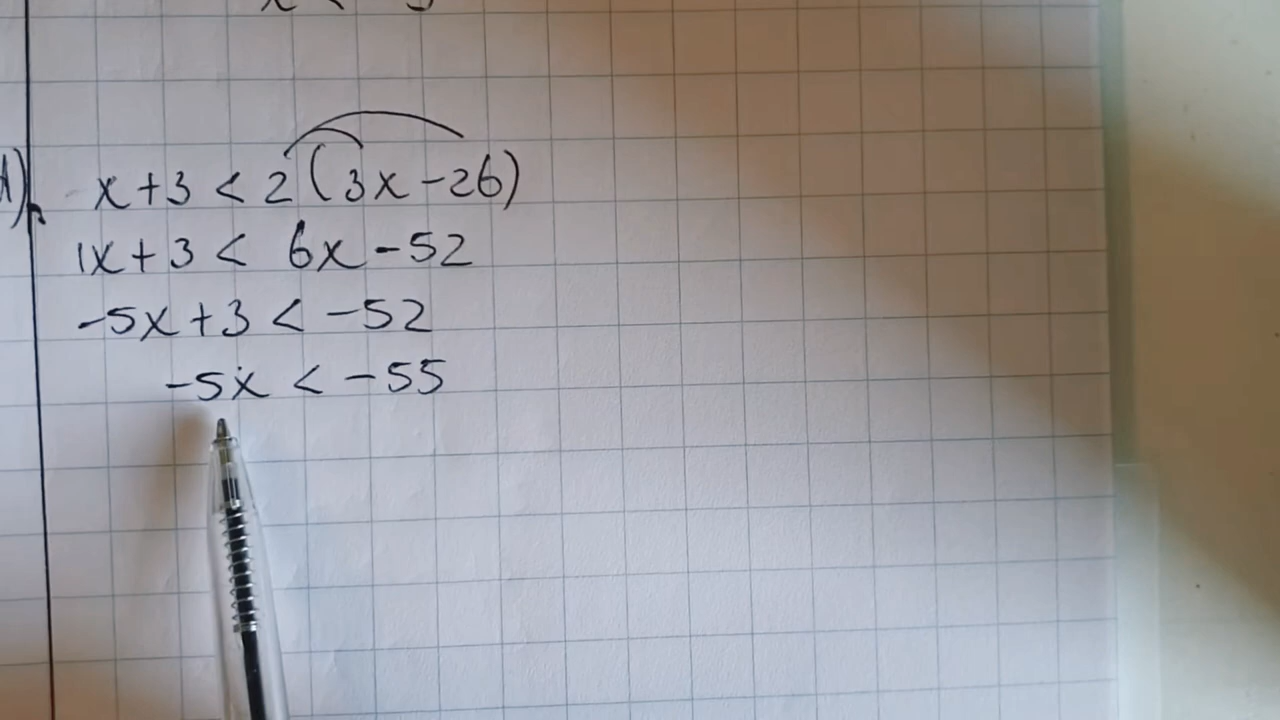 x + 3 < 2 (3x - 26)
1x + 3 < 6x - 52
-5x + 3 < -52
-5x < -55